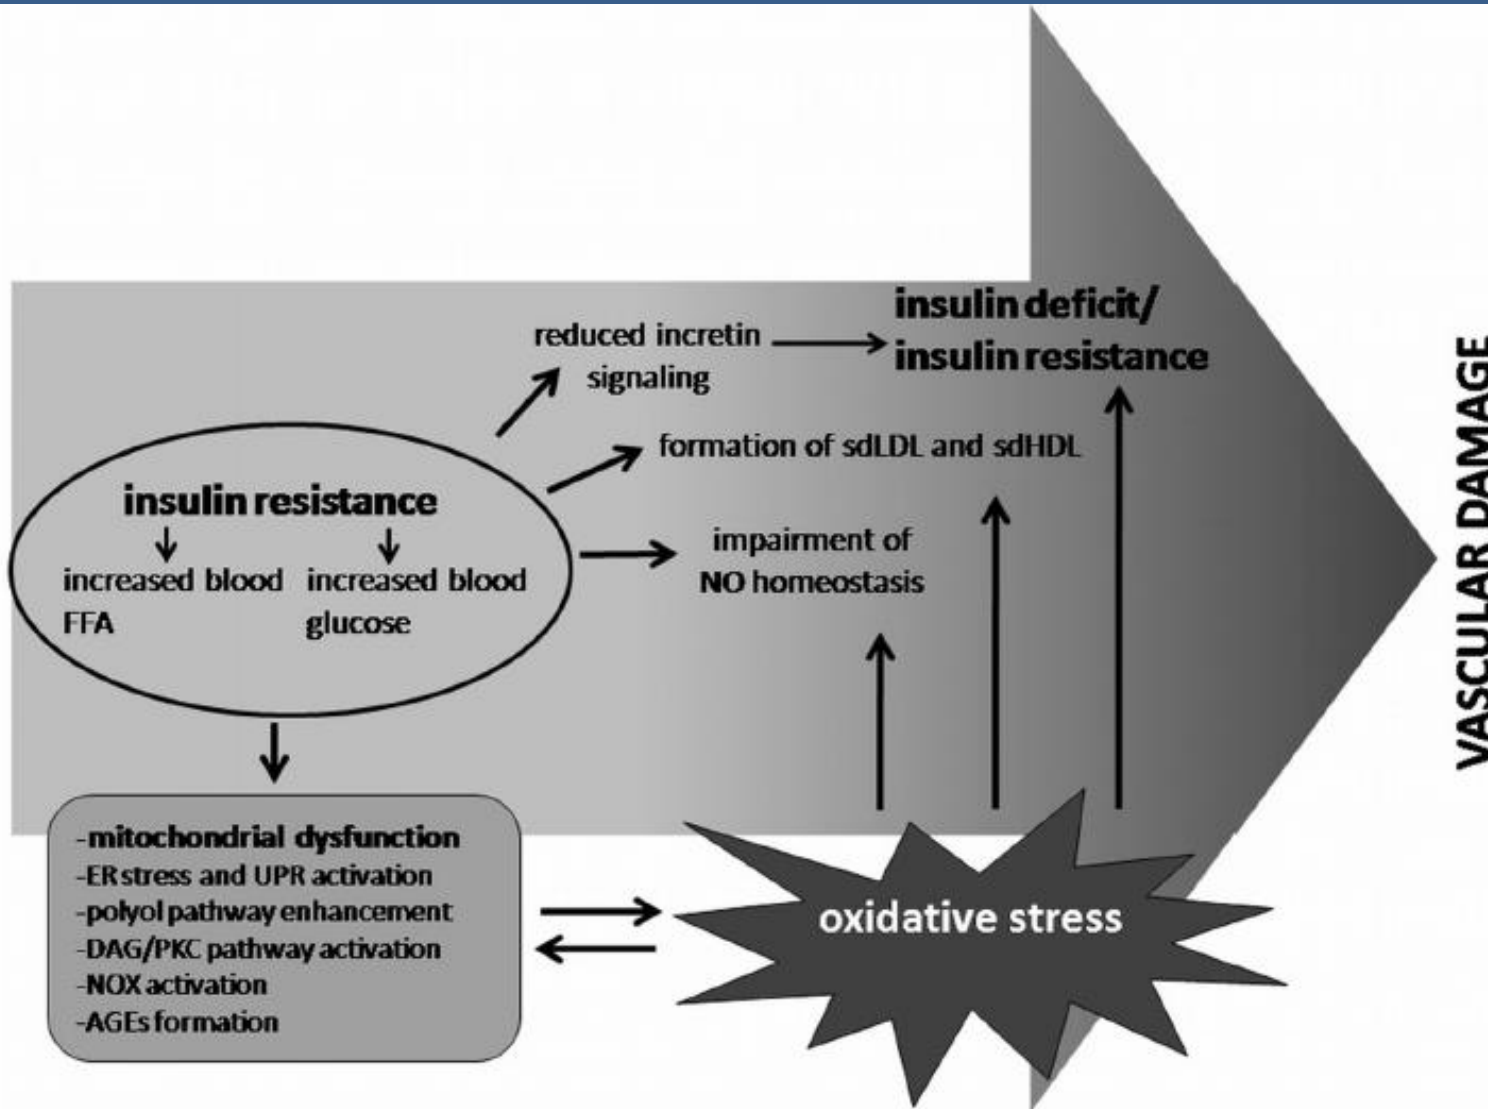 insulin deficit/
insulin resistance
reduced incretin
signaling
formation of sdLDL and sdHDL
insulin resistance
increased blood
FFA
increased blood
glucose
impairment of
NO homeostasis
-mitochondrial dysfunction
-ER stress and UPR activation
-polyol pathway enhancement
-DAG/PKC pathway activation
-NOX activation
-AGEs formation
oxidative stress
VASCULAR DAMAGE